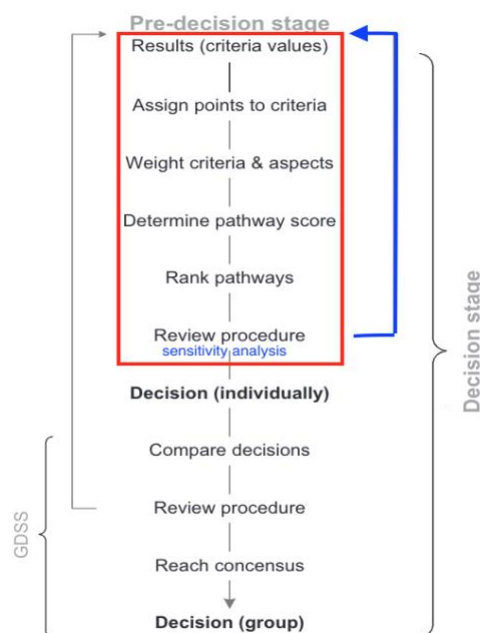 Pre-decision stage
Results (criteria values)
Assign points to criteria
Weight criteria & aspects
Determine pathway score
Rank pathways
Review procedure
sensitivity analysis
Decision (individually)
Compare decisions
Review procedure
Reach concensus
Decision (group)
GDSS
Decision stage